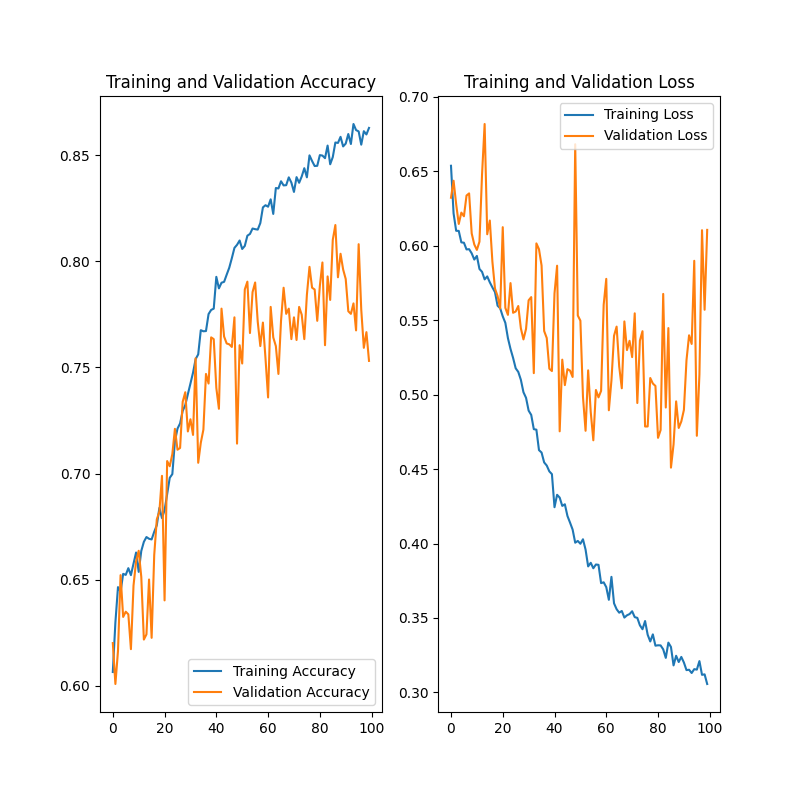 Training and Validation Accuracy
0.85
0.80
0.75
0.70
0.65
0.60
0 20 40 60 80 100
Training Accuracy
Validation Accuracy
Training and Validation Loss
0.70
0.65
0.60
0.55
0.50
0.45
0.40
0.35
0.30
0 20 40 60 80 100
Training Loss
Validation Loss